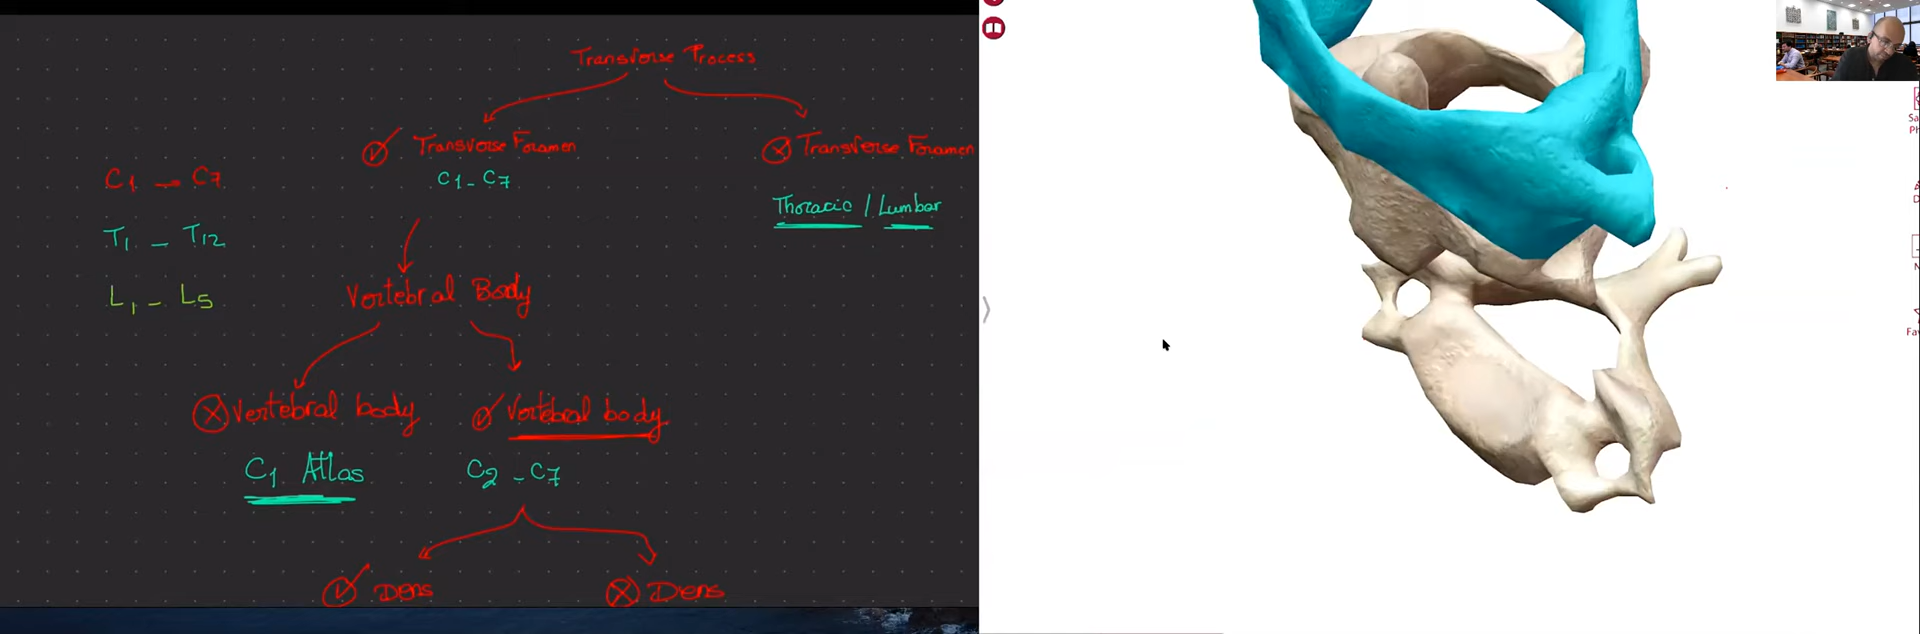 Transverse Process
Transverse Foramen
Transverse Foramen
C1 - C7
C1 - C7
Thoracic / Lumbar
T1 - T12
Vertebral Body
L1 - L5
Vertebral body
Vertebral body
C1 Atlas
C2 - C7
Dens
Dens